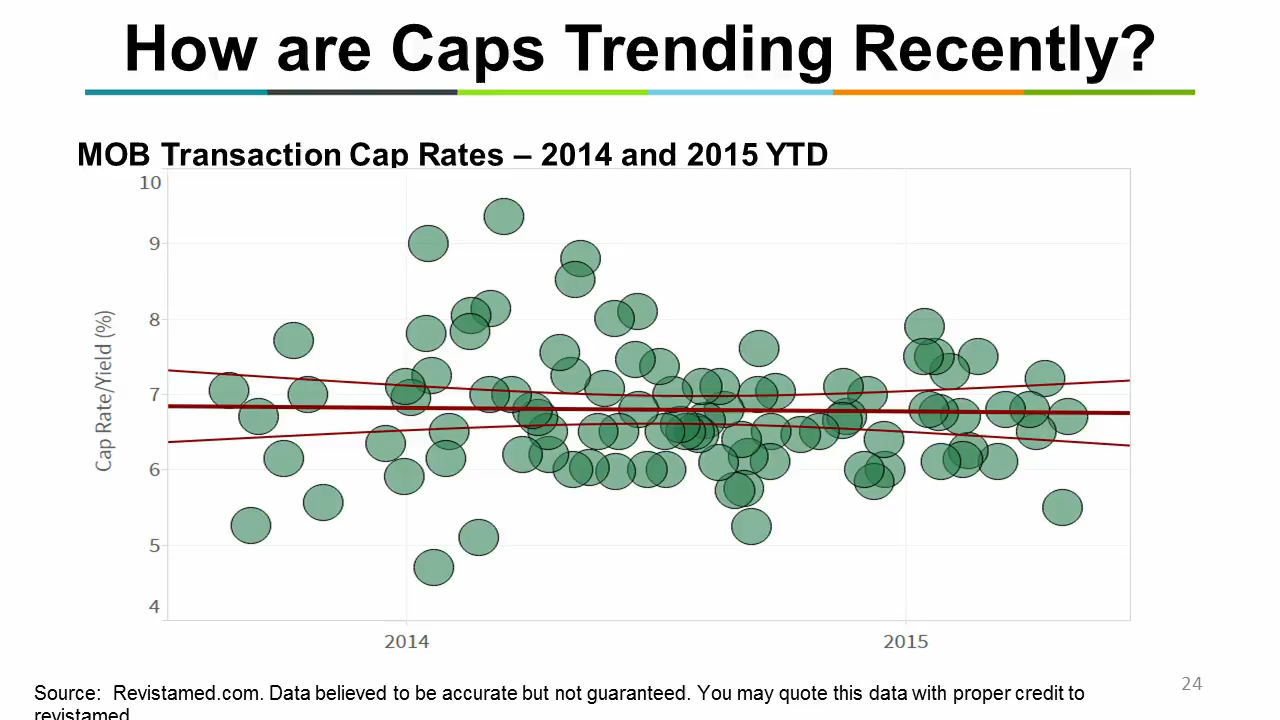 How are Caps Trending Recently?
MOB Transaction Cap Rates – 2014 and 2015 YTD
10
9
8
7
6
5
4
Cap Rate/Yield (%)
2014
2015
24
Source: Revistamed.com. Data believed to be accurate but not guaranteed. You may quote this data with proper credit to
revistamed